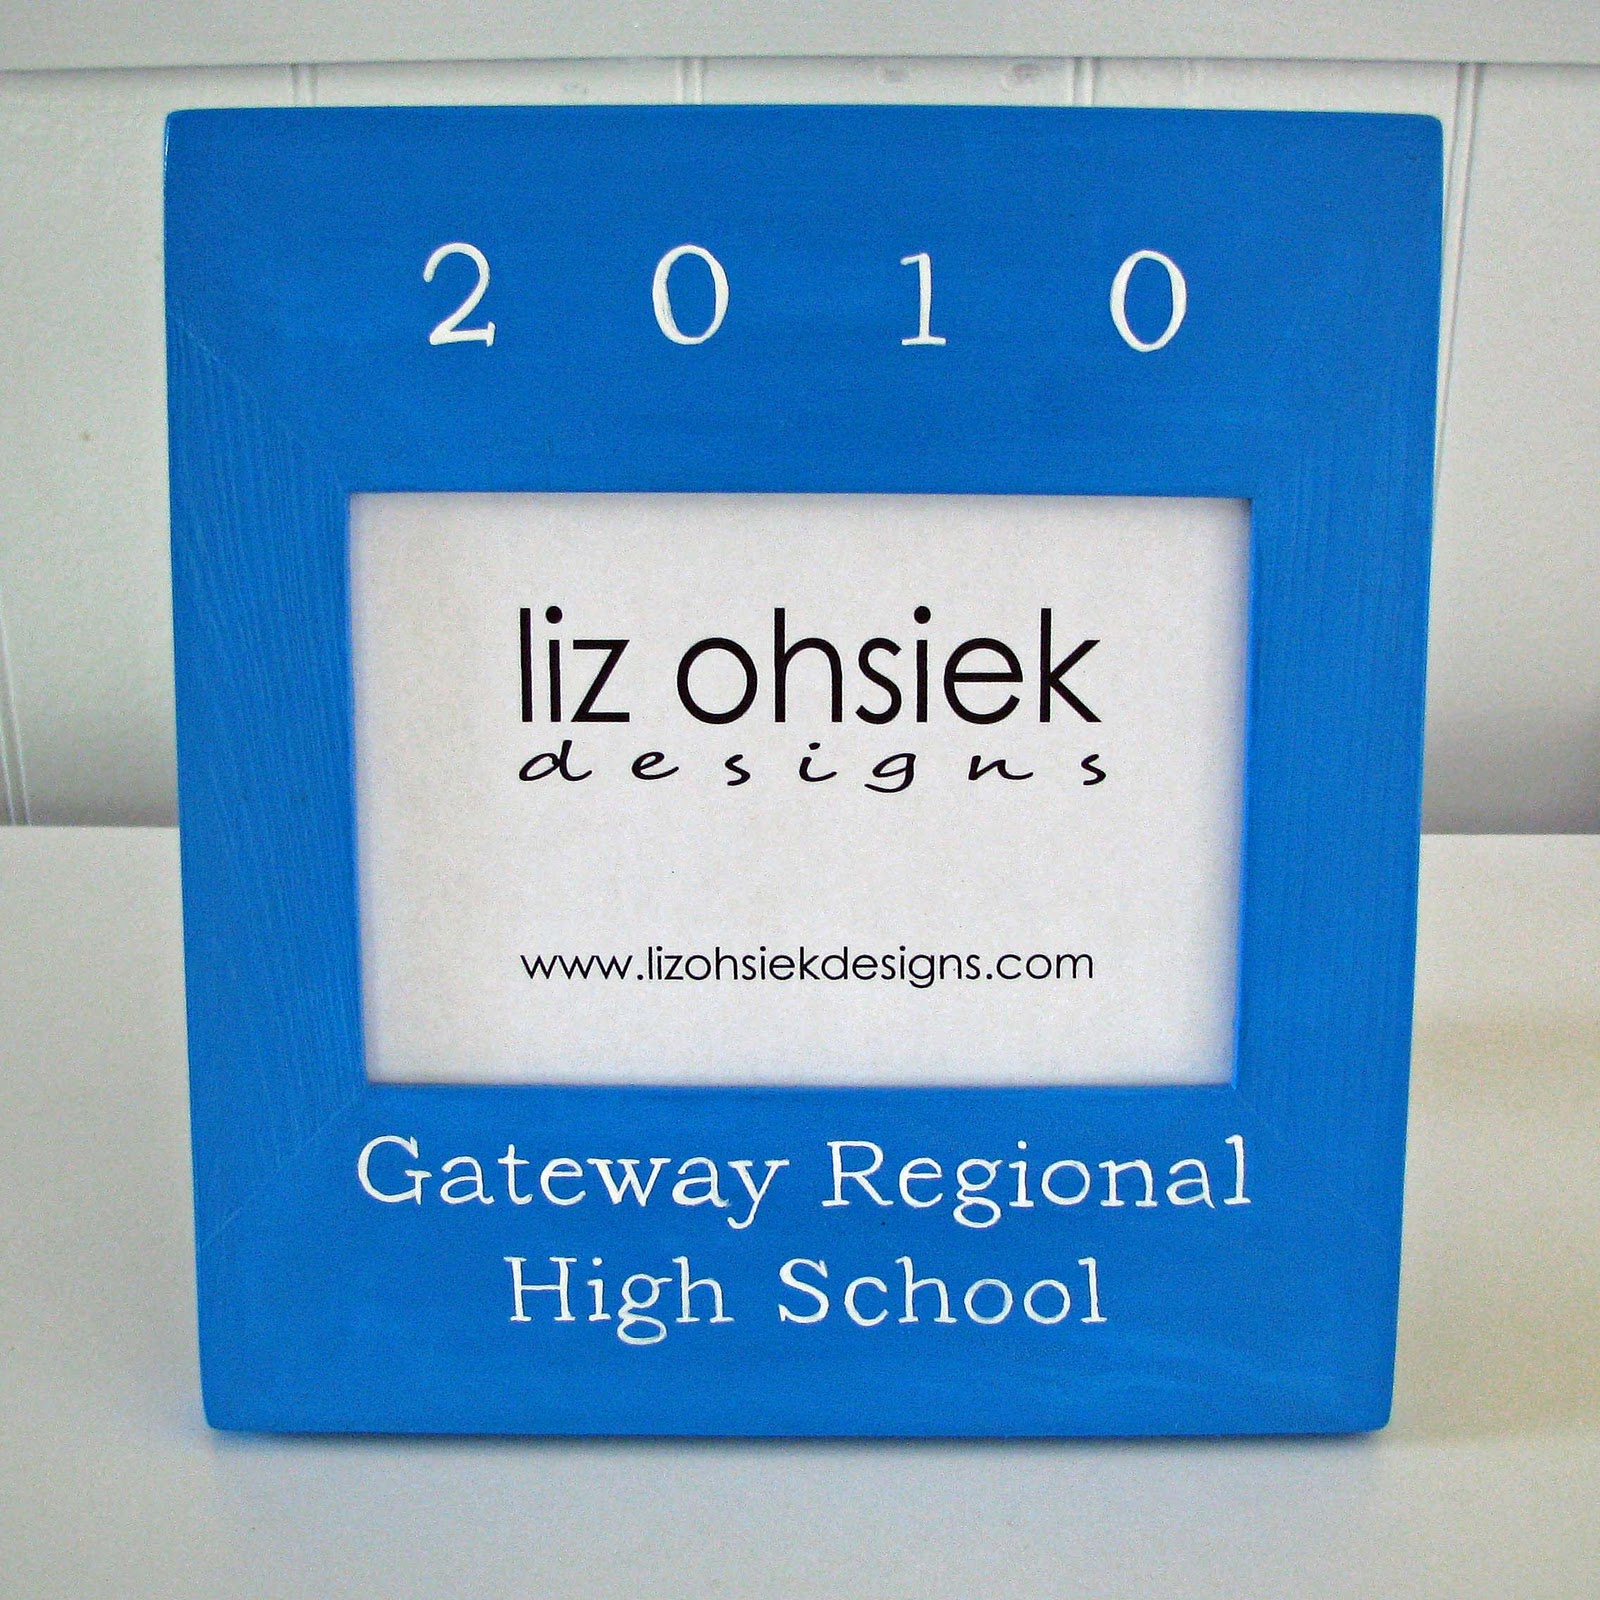 2 0 1 0
liz ohsiek
designs
www.lizohsiekdesigns.com
Gateway Regional
High School